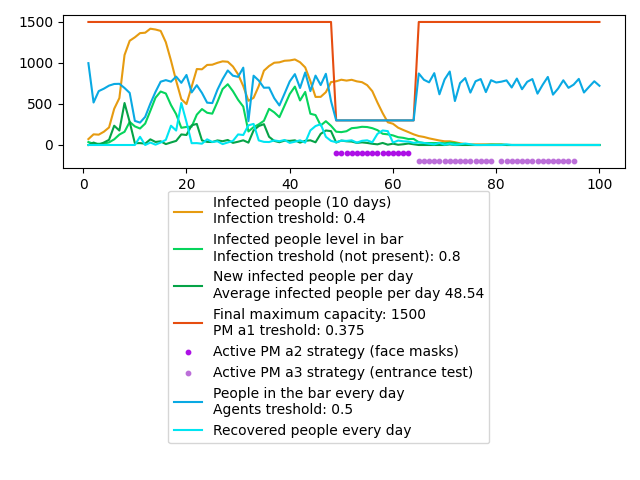 1500
1000
500
0
0
20
40
60
80
100
Infected people (10 days)
Infection treshold: 0.4
Infected people level in bar
Infection treshold (not present): 0.8
New infected people per day
Average infected people per day 48.54
Final maximum capacity: 1500
PM a1 treshold: 0.375
Active PM a2 strategy (face masks)
Active PM a3 strategy (entrance test)
People in the bar every day
Agents treshold: 0.5
Recovered people every day